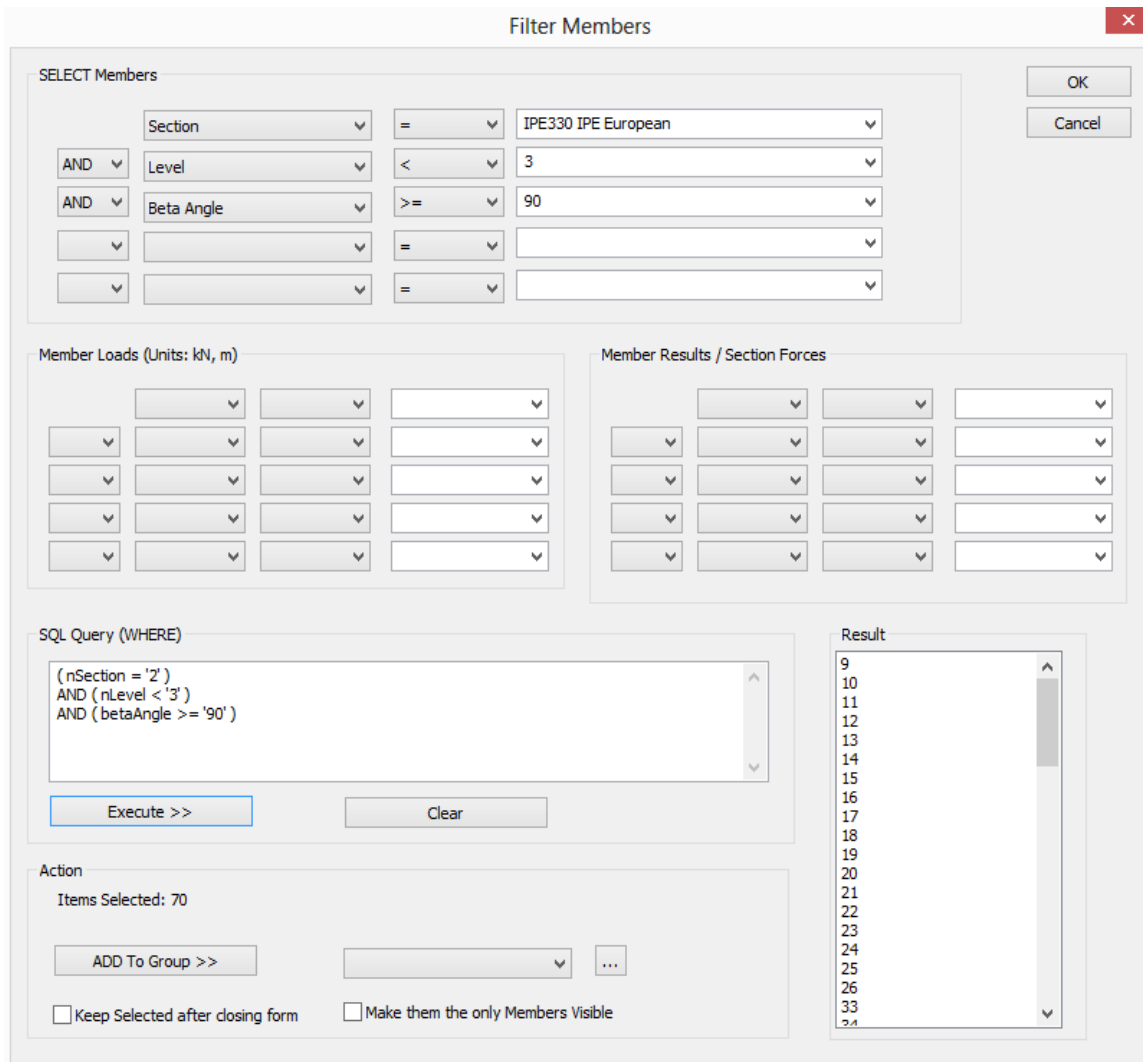 Filter Members
SELECT Members
OK
Section = IPE330 IPE European
Cancel
AND Level < 3
AND Beta Angle >= 90
=
=
Member Loads (Units: kN, m)
Member Results / Section Forces
SQL Query (WHERE)
( nSection = '2' )
AND ( nLevel < '3' )
AND ( betaAngle >= '90' )
Execute >>
Clear
Result
9
10
11
12
13
14
15
16
17
18
19
20
21
22
23
24
25
26
33
34
Action
Items Selected: 70
ADD To Group >>
...
Keep Selected after closing form
Make them the only Members Visible